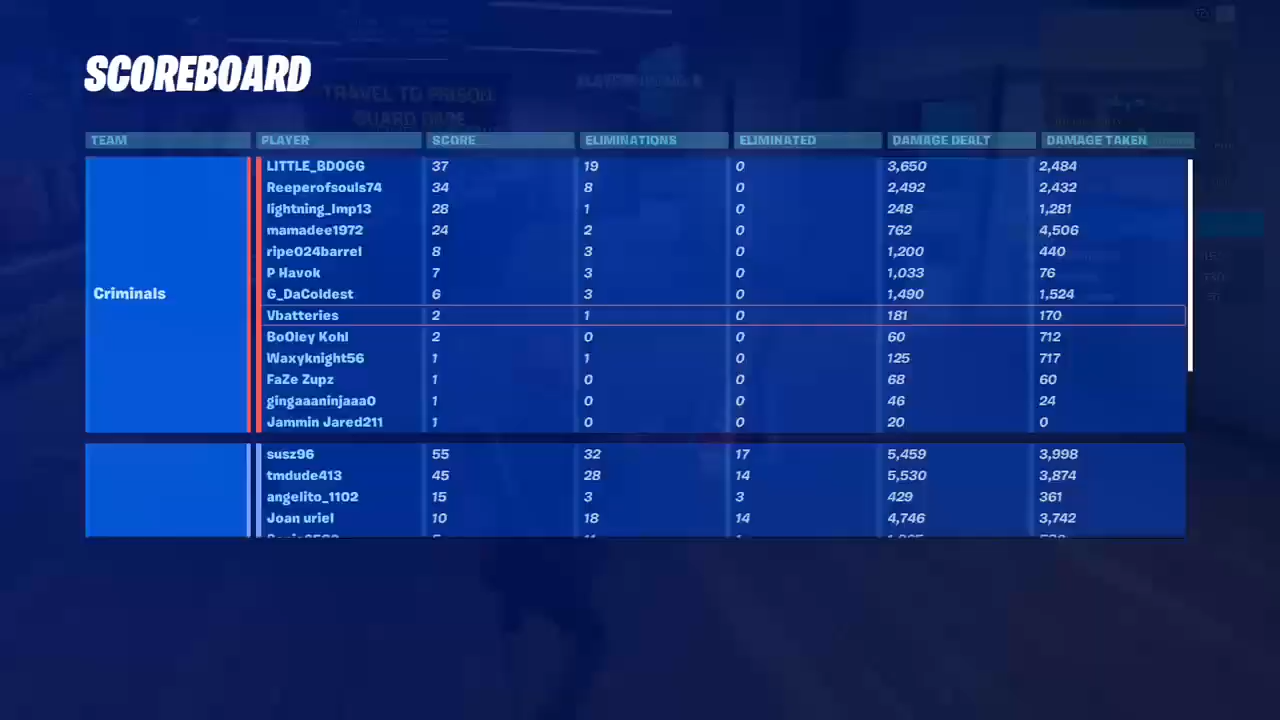 SCOREBOARD
TRAVEL TO PRISON
GUARD DARE
TEAM PLAYER SCORE ELIMINATIONS ELIMINATED DAMAGE DEALT DAMAGE TAKEN
LITTLE_BDOGG 37 19 0 3,650 2,484
Reeperofsouls74 34 8 0 2,492 2,432
lightning_lmp13 28 1 0 248 1,281
mamadee1972 24 2 0 762 4,506
ripe024barrel 8 3 0 1,200 440
P Havok 7 3 0 1,033 76
Criminals G_DaColdest 6 3 0 1,490 1,524
Vbatteries 2 1 0 181 170
BoOley Kohl 2 0 0 60 712
Waxyknight56 1 1 0 125 717
FaZe Zupz 1 0 0 68 60
gingaaaninjaaa0 1 0 0 46 24
Jammin Jared211 1 0 0 20 0
susz96 55 32 17 5,459 3,998
tmdude413 45 28 14 5,530 3,874
angelito_1102 15 3 3 429 361
Joan uriel 10 18 14 4,746 3,742